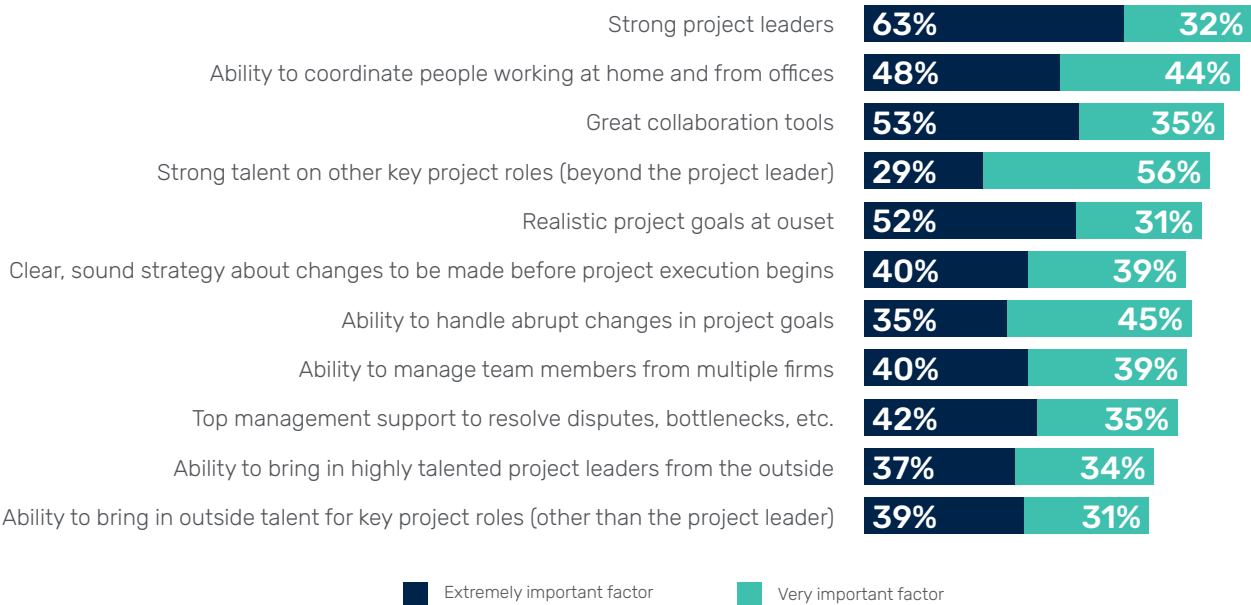 Strong project leaders 63% 32%
Ability to coordinate people working at home and from offices 48% 44%
Great collaboration tools 53% 35%
Strong talent on other key project roles (beyond the project leader) 29% 56%
Realistic project goals at ouset 52% 31%
Clear, sound strategy about changes to be made before project execution begins 40% 39%
Ability to handle abrupt changes in project goals 35% 45%
Ability to manage team members from multiple firms 40% 39%
Top management support to resolve disputes, bottlenecks, etc. 42% 35%
Ability to bring in highly talented project leaders from the outside 37% 34%
Ability to bring in outside talent for key project roles (other than the project leader) 39% 31%
Extremely important factor Very important factor